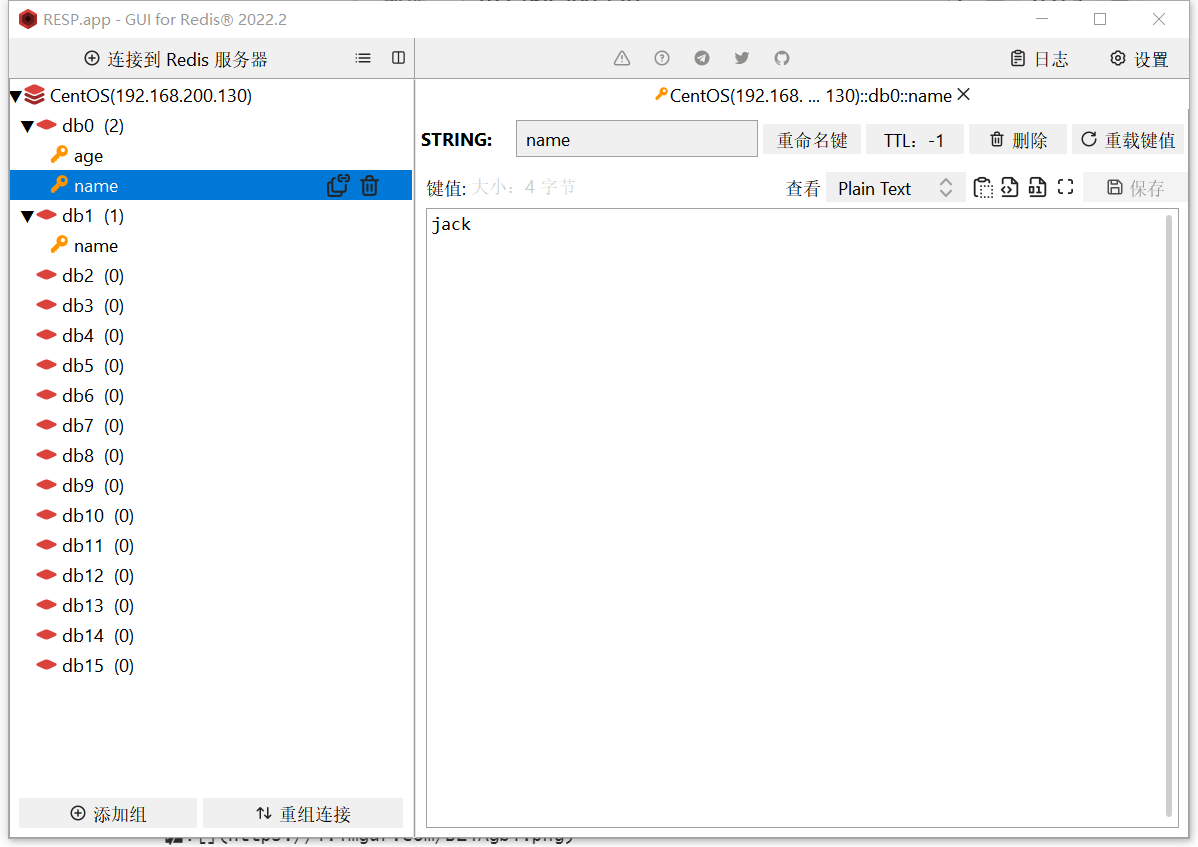 RESP.app - GUI for Redis® 2022.2
连接到 Redis 服务器
日志
设置
CentOS(192.168.200.130)
db0 (2)
age
name
db1 (1)
name
db2 (0)
db3 (0)
db4 (0)
db5 (0)
db6 (0)
db7 (0)
db8 (0)
db9 (0)
db10 (0)
db11 (0)
db12 (0)
db13 (0)
db14 (0)
db15 (0)
添加组
重组连接
CentOS(192.168. ... 130)::db0::name
STRING:
name
重命名键
TTL：-1
删除
重载键值
键值: 大小：4 字节
查看
Plain Text
保存
jack